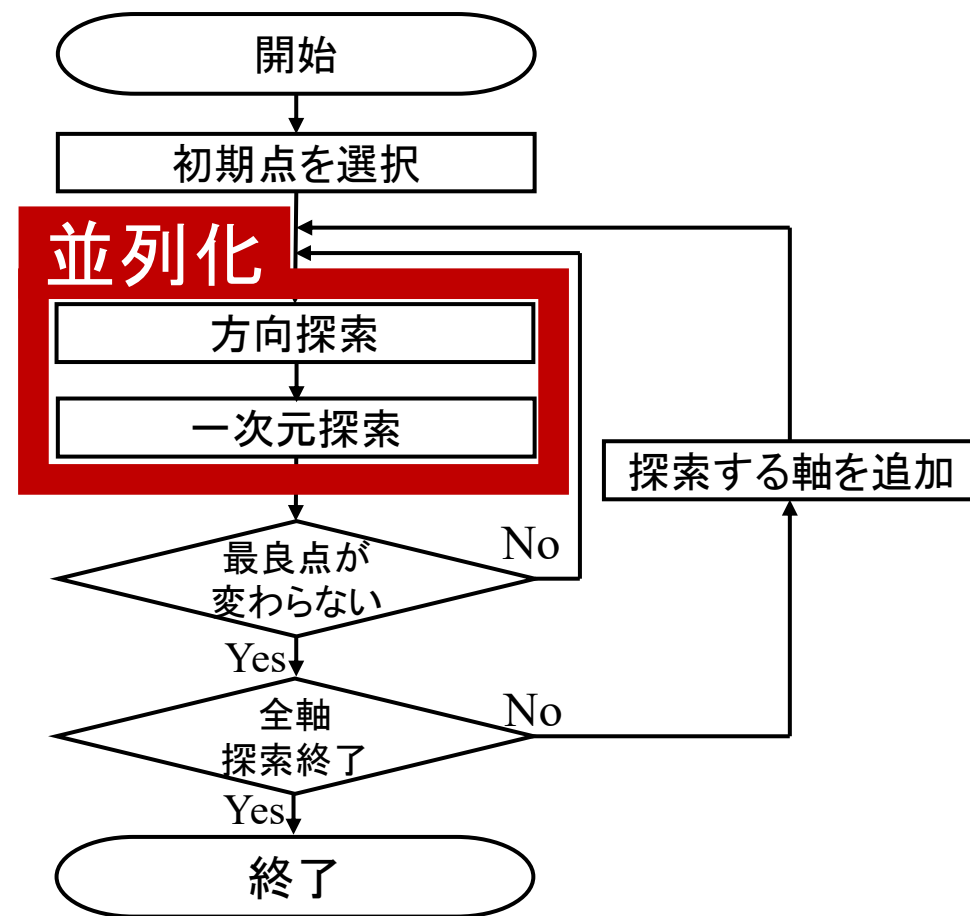 開始
初期点を選択
並列化
方向探索
一次元探索
探索する軸を追加
最良点が
変わらない
No
Yes
全軸
探索終了
No
Yes
終了